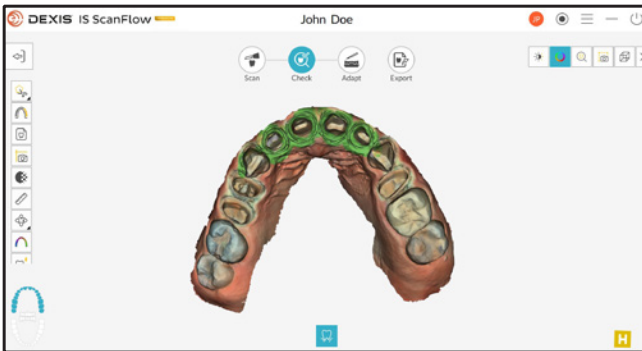 DEXIS IS ScanFlow
John Doe
JP
Scan
Check
Adapt
Export
H